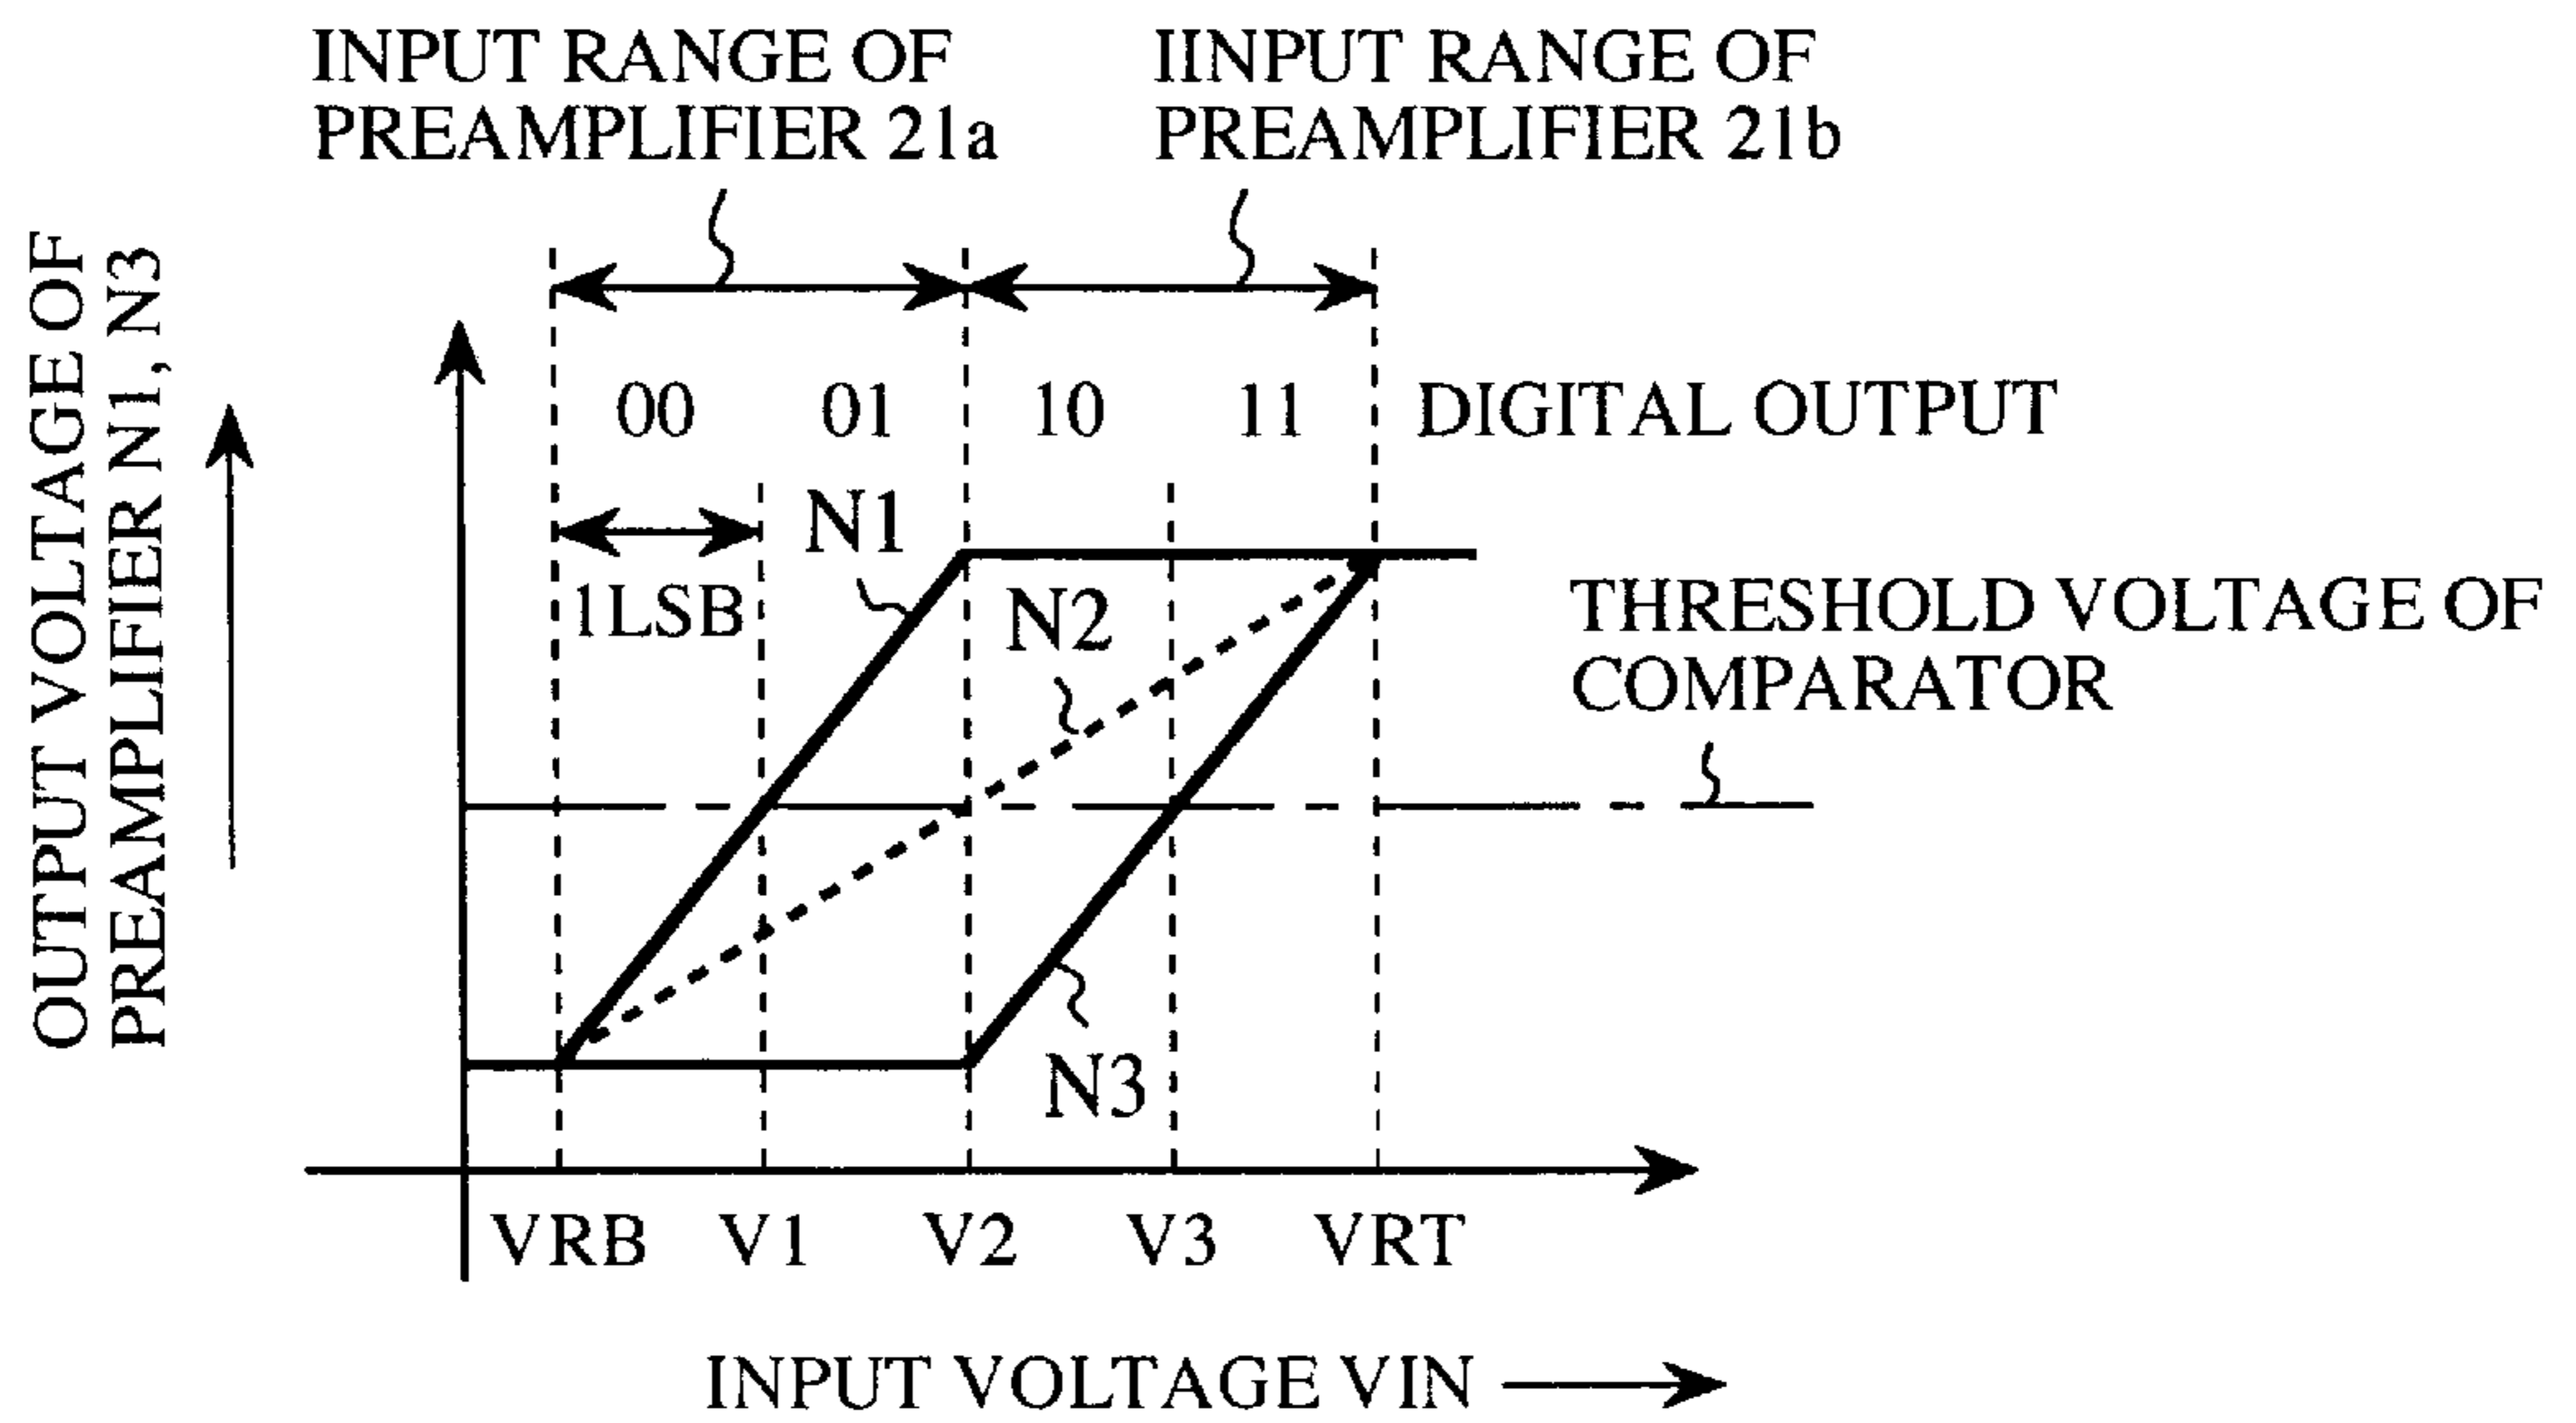 INPUT RANGE OF
PREAMPLIFIER 21a
IINPUT RANGE OF
PREAMPLIFIER 21b
OUTPUT VOLTAGE OF
PREAMPLIFIER N1, N3
00 01 10 11 DIGITAL OUTPUT
N1
1LSB
N2
THRESHOLD VOLTAGE OF
COMPARATOR
N3
VRB V1 V2 V3 VRT
INPUT VOLTAGE VIN